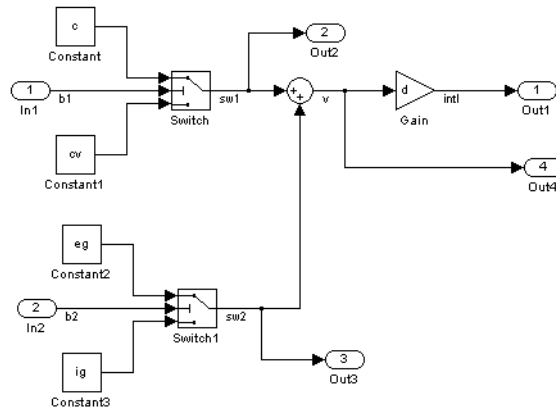 c
Constant
2
Out2
1
In1
b1
Switch
sw1
+
+
v
d
Gain
intl
1
Out1
cv
Constant1
4
Out4
eg
Constant2
2
In2
b2
Switch1
sw2
ig
Constant3
3
Out3